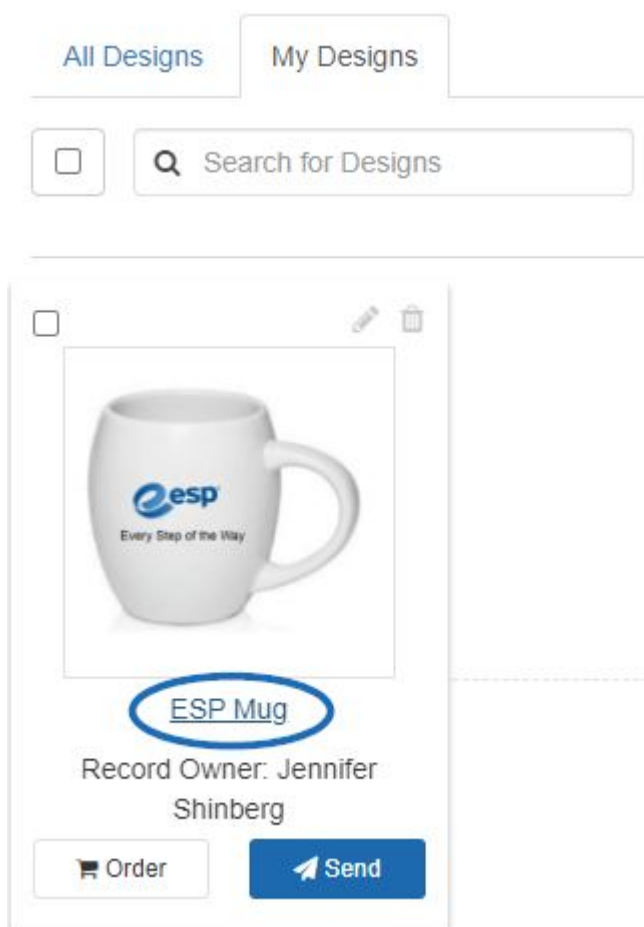 All Designs
My Designs
Search for Designs
esp
Every Step of the Way
ESP Mug
Record Owner: Jennifer
Shinberg
Order
Send